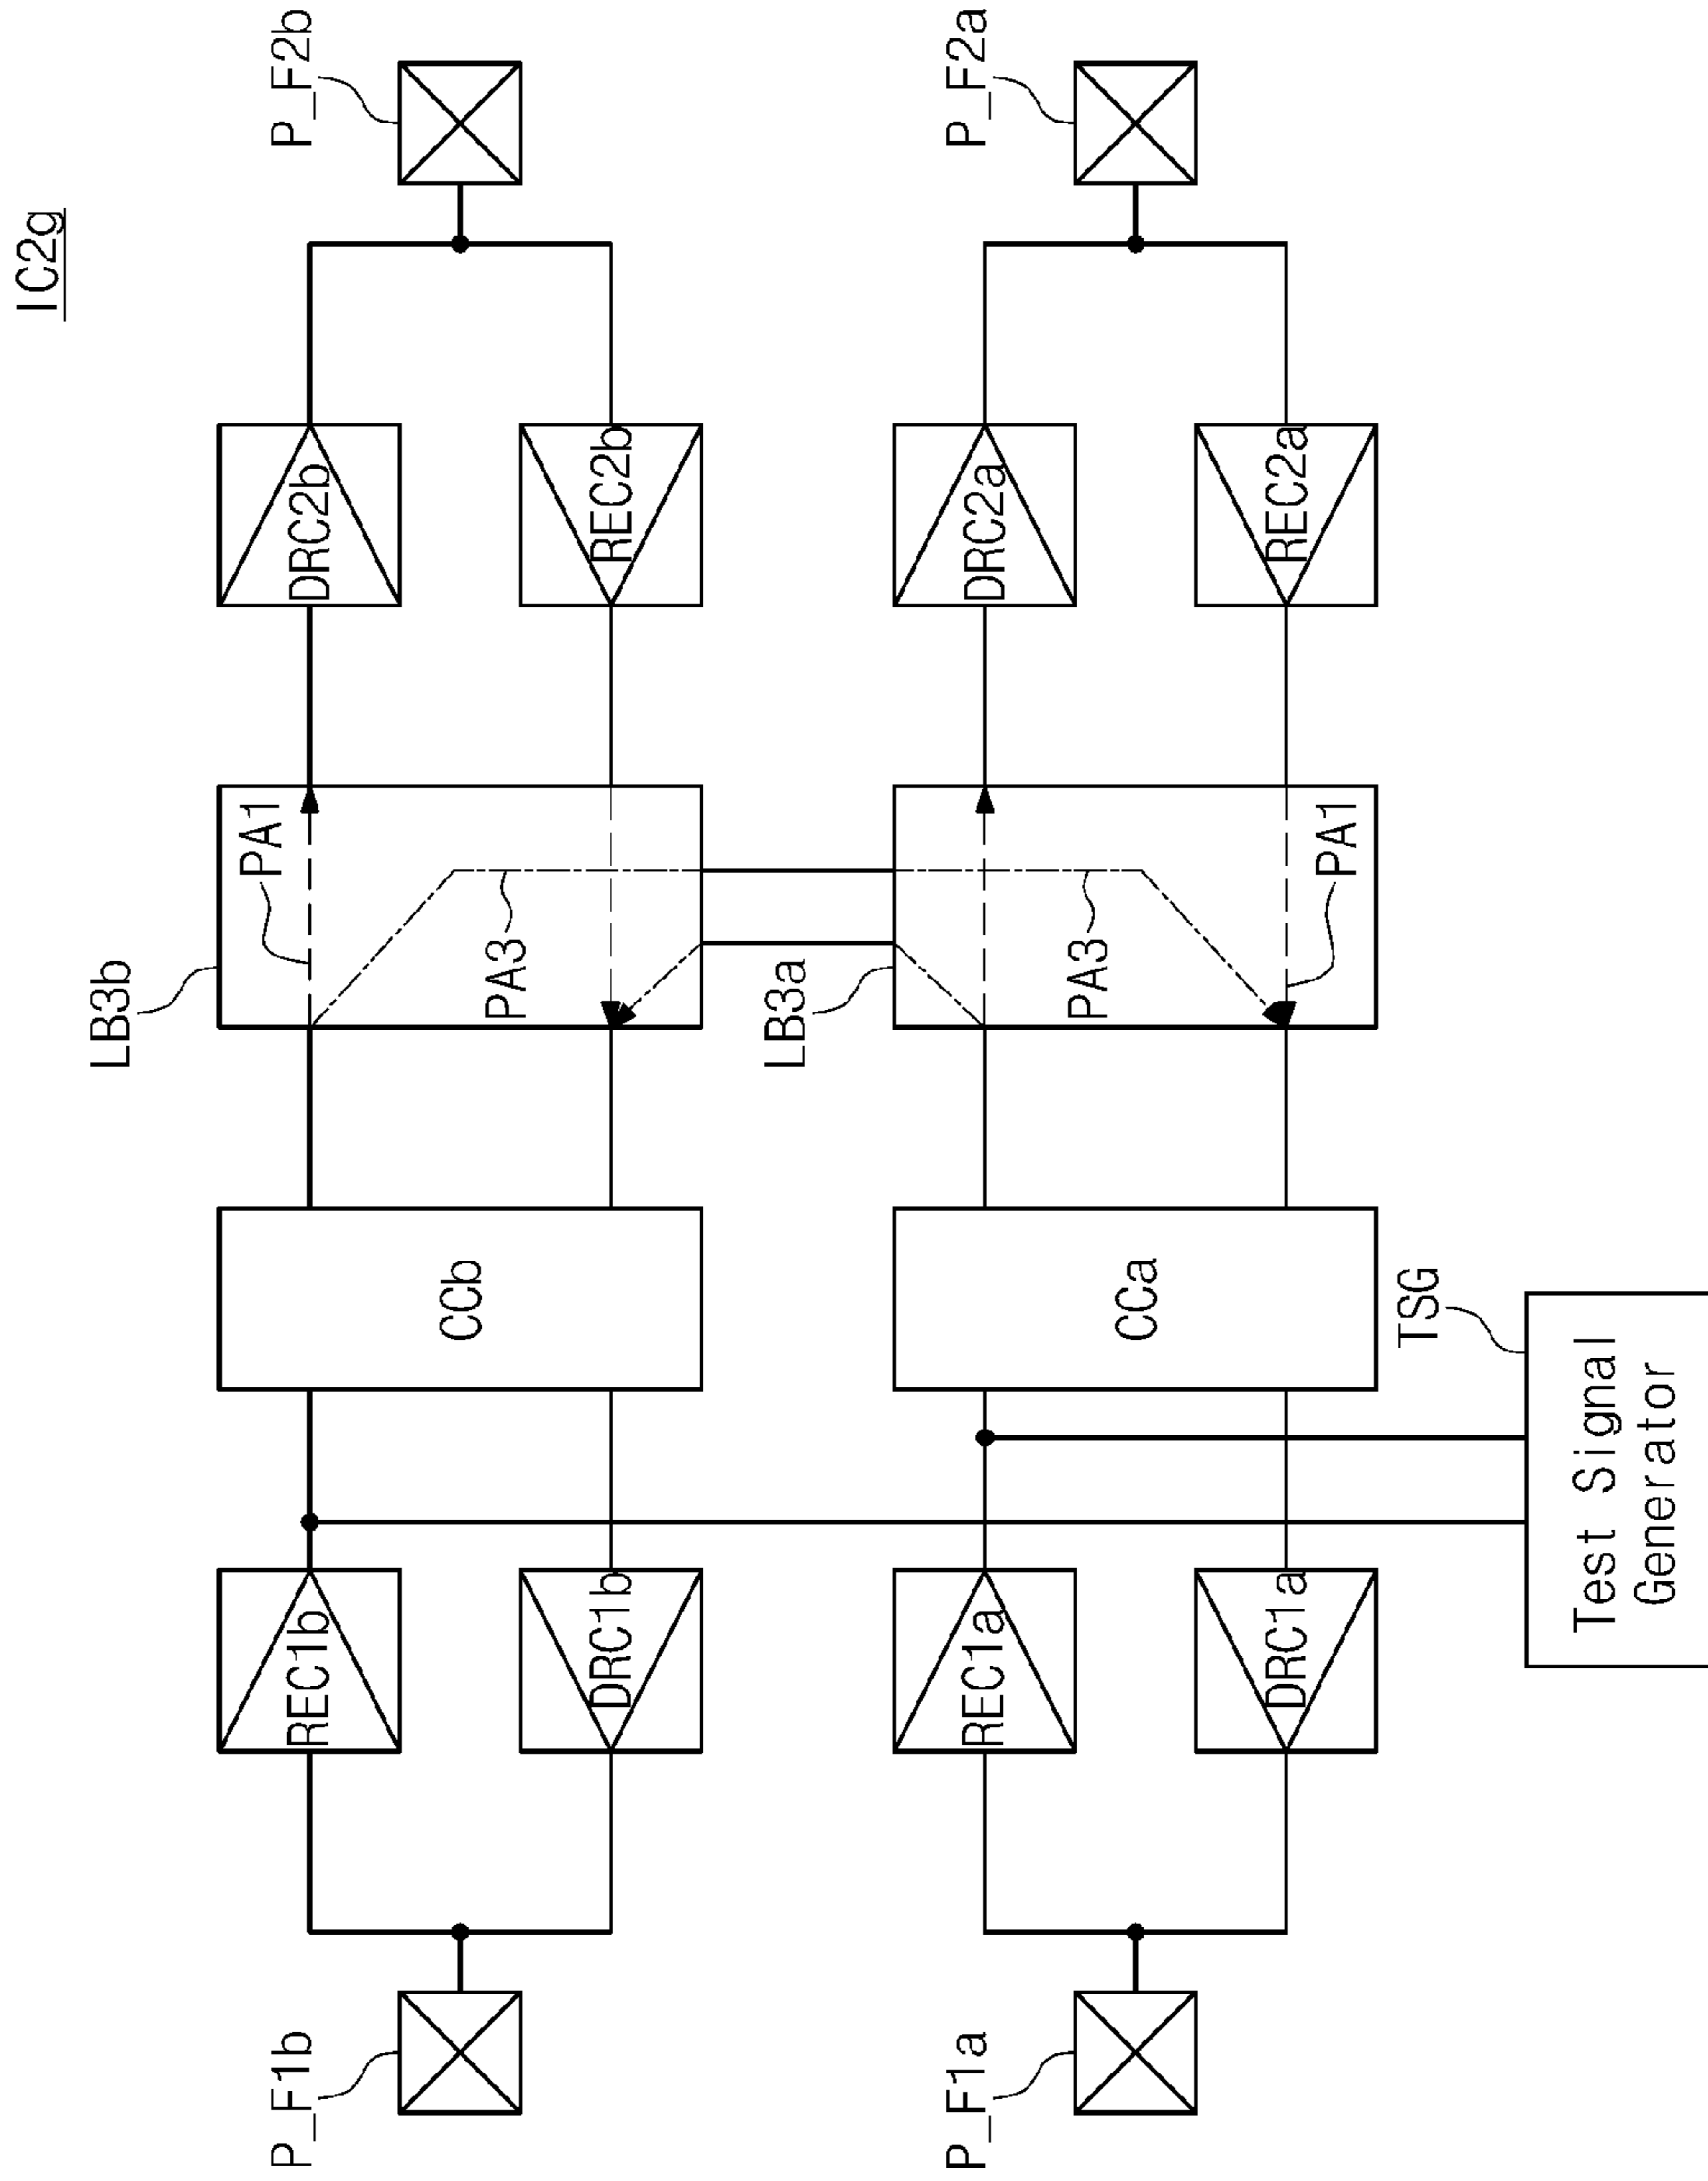 IC2g
P_F1b
REC1b
DRC1b
CCb
LB3b
PA1
PA3
DRC2b
REC2b
P_F2b
P_F1a
REC1a
DRC1a
CCa
LB3a
PA3
PA1
DRC2a
REC2a
P_F2a
TSG
Test Signal
Generator